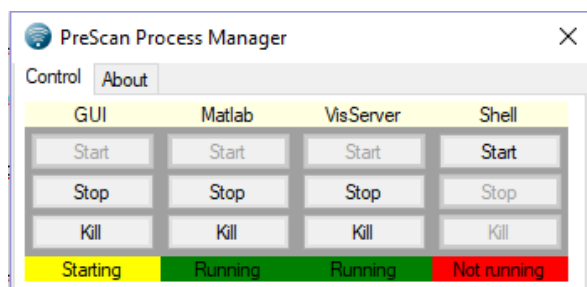 PreScan Process Manager
Control About
GUI Matlab VisServer Shell
Start Start Start Start
Stop Stop Stop Stop
Kill Kill Kill Kill
Starting Running Running Not running